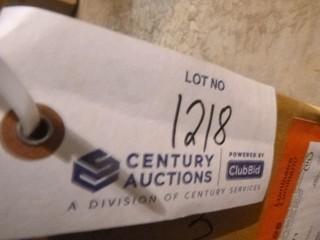 LOT NO
1218
CENTURY AUCTIONS
POWERED BY
ClubBid
A DIVISION OF CENTURY SERVICES